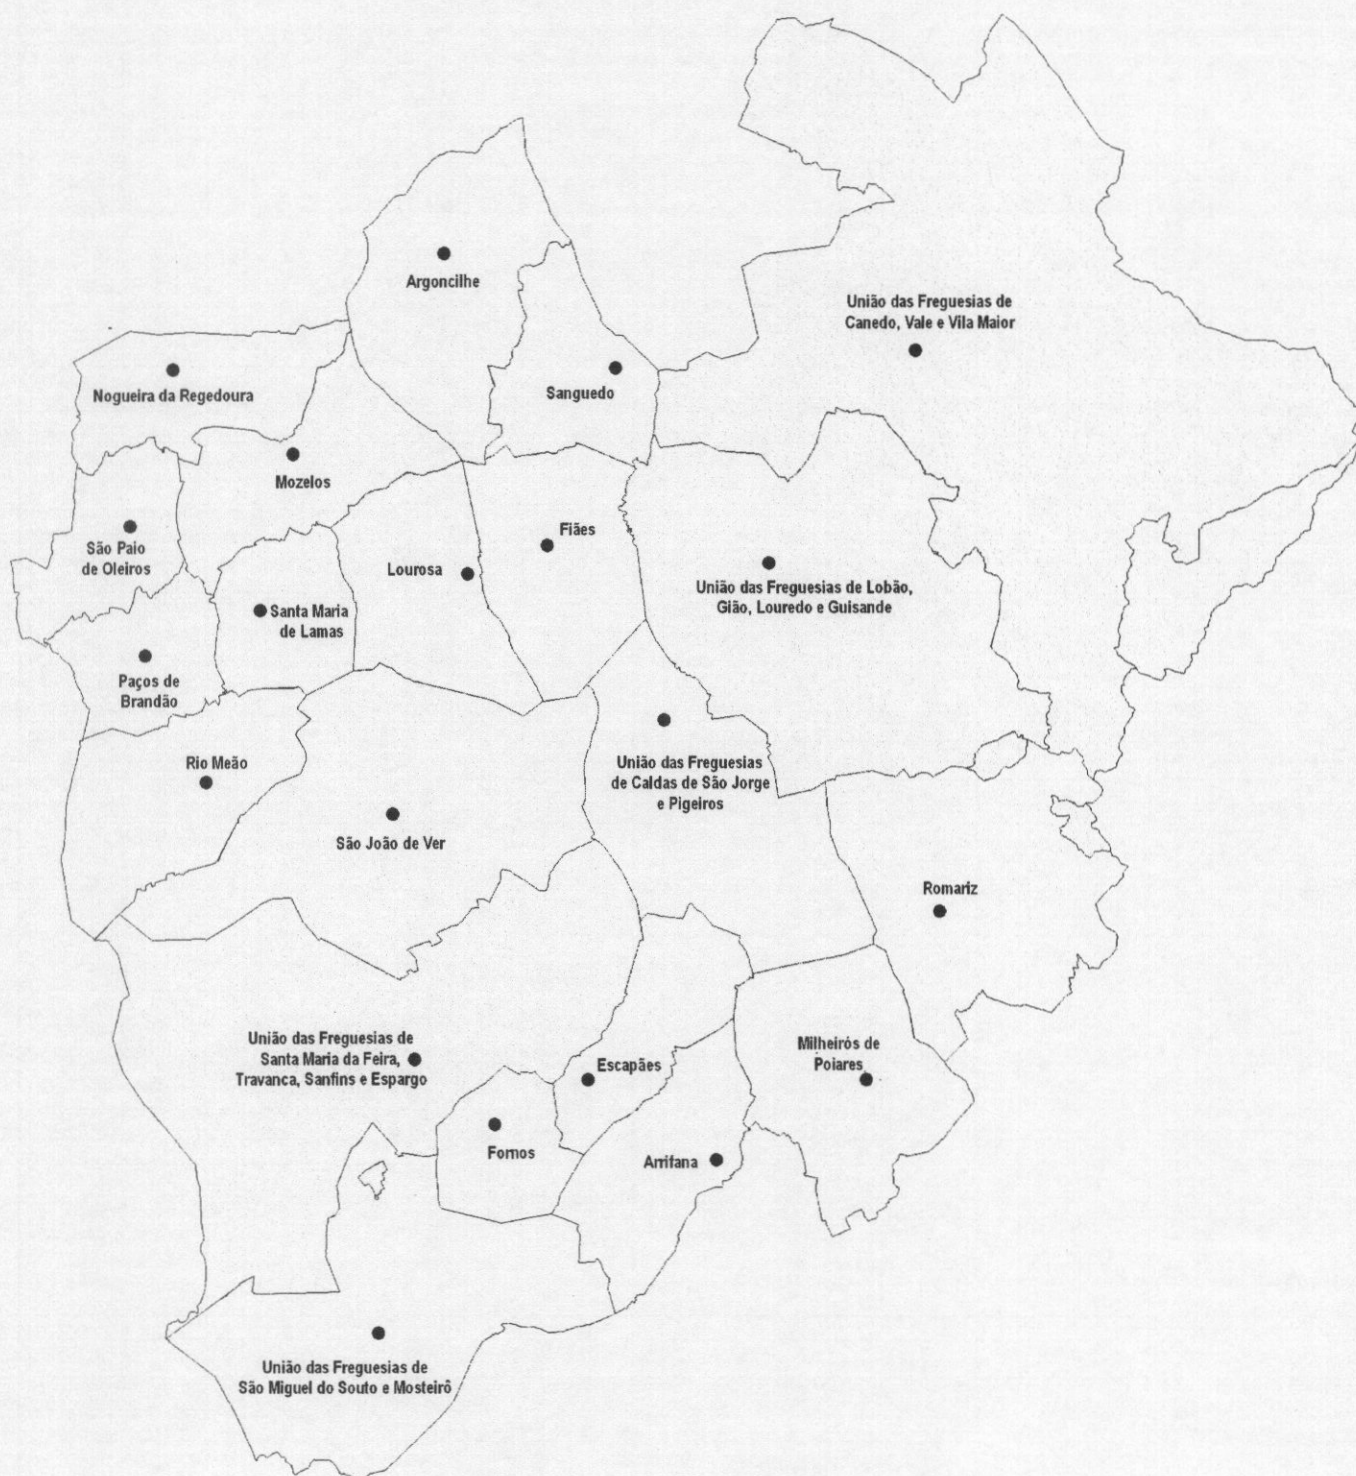 Argoncilhe
União das Freguesias de
Canedo, Vale e Vila Maior
Nogueira da Regedoura
Sanguedo
Mozelos
Fiães
São Paio
de Oleiros
Lourosa
União das Freguesias de Lobão,
Gião, Louredo e Guisande
Santa Maria
de Lamas
Paços de
Brandão
Rio Meão
União das Freguesias
de Caldas de São Jorge
e Pigeiros
São João de Ver
Romariz
União das Freguesias de
Santa Maria da Feira,
Travanca, Sanfins e Espargo
Escapães
Milheirós de
Poiares
Fornos
Arrifana
União das Freguesias de
São Miguel do Souto e Mosteirô